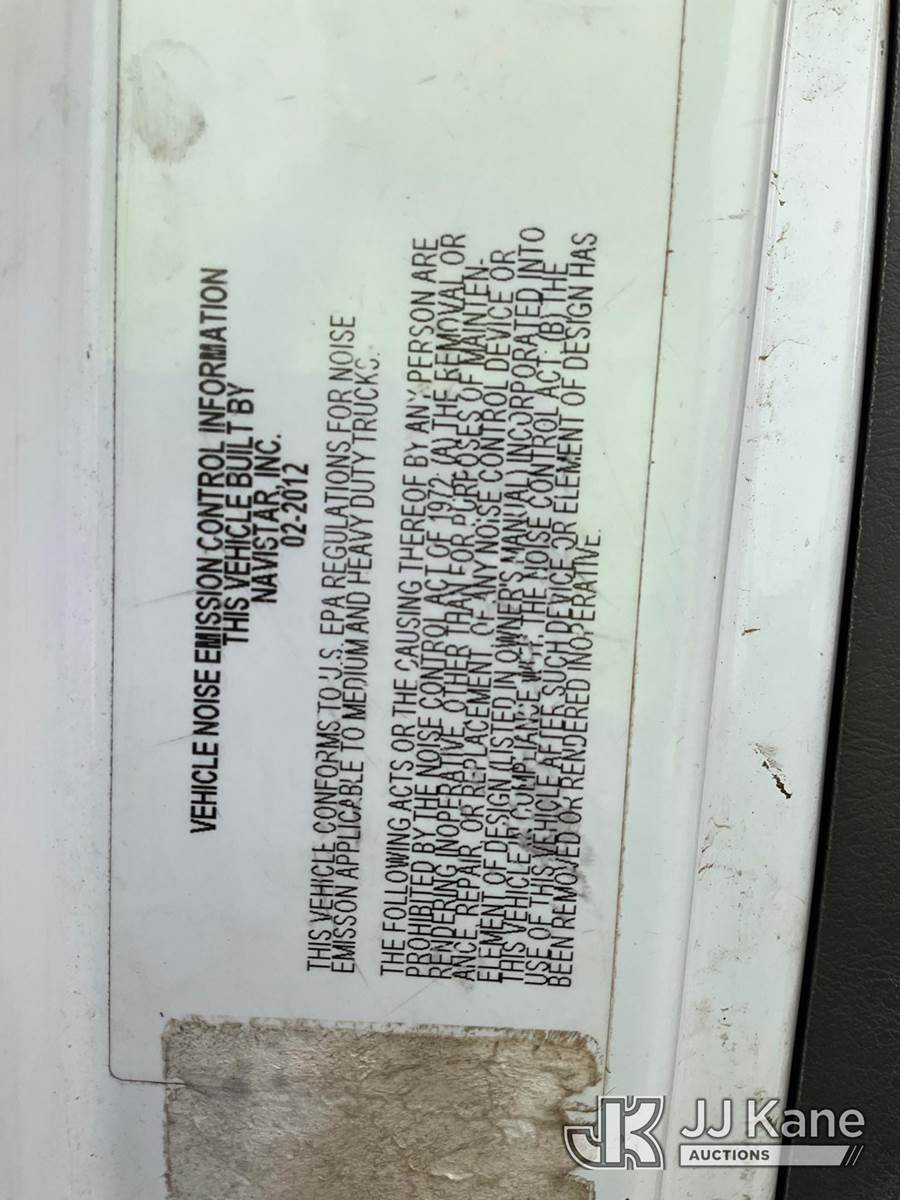 VEHICLE NOISE EMISSION CONTROL INFORMATION
THIS VEHICLE BUILT BY
NAVISTAR, INC.
02-2012
THIS VEHICLE CONFORMS TO U.S. EPA REGULATIONS FOR NOISE
EMISSON APPLICABLE TO MEDIUM AND HEAVY DUTY TRUCKS.
THE FOLLOWING ACTS OR THE CAUSING THEREOF BY ANY PERSON ARE
PROHIBITED BY THE NOISE CONTROL ACT OF 1972. (A) THE REMOVAL OR
RENDERING INOPERATIVE, OTHER THAN FOR PURPOSES OF MAINTEN-
ANCE, REPAIR, OR REPLACEMENT, OF ANY NOISE CONTROL DEVICE OR
ELEMENT OF DESIGN (LISTED IN OWNER'S MANUAL) INCORPORATED INTO
THIS VEHICLE IN COMPLIANCE WITH THE NOISE CONTROL ACT: (B) THE
USE OF THIS VEHICLE AFTER SUCH DEVICE OR ELEMENT OF DESIGN HAS
BEEN REMOVED OR RENDERED INOPERATIVE.
JK JJ Kane
AUCTIONS